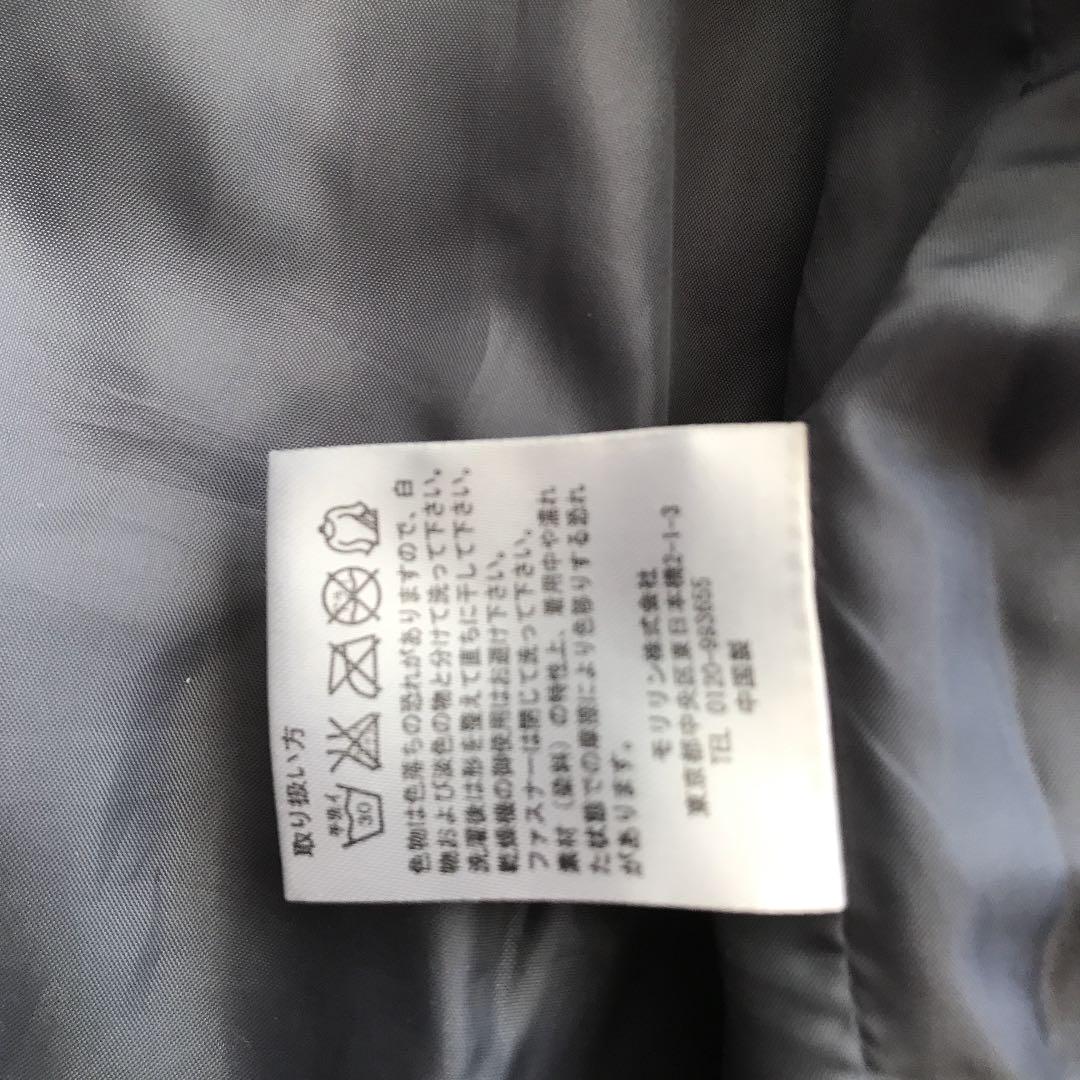 取り扱い方
手洗イ
30
色物は色落ちの恐れがありますので、白
物および淡色の物と分けて洗って下さい。
洗濯後は形を整えて直ちに干して下さい。
乾燥機の御使用はお避け下さい。
ファスナーは閉じて洗って下さい。
素材（染料）の特性上、着用中や濡れ
た状態での摩擦により色移りする恐れ
があります。
モリリン株式会社
東京都中央区東日本橋2-1-3
TEL 0120-993655
中国製